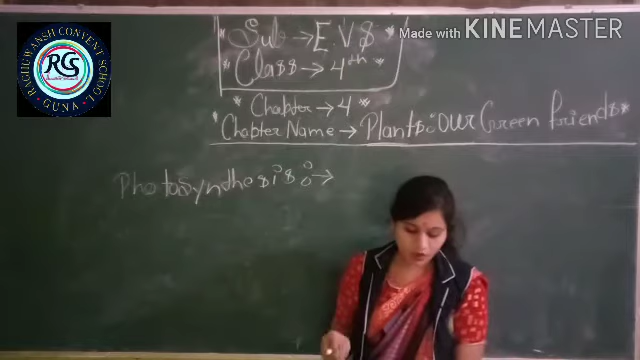 Made with KINEMASTER
RAGHUWANSH CONVENT SCHOOL
RCS
GUNA
* Sub → E.V.S *
* Class → 4th *
* Chapter → 4 *
* Chapter Name → Plants : Our Green friends *
Photosynthesis :→